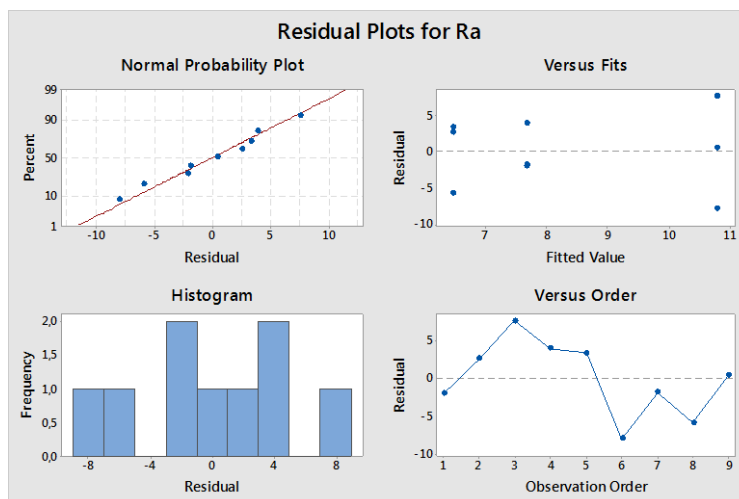 Residual Plots for Ra
Normal Probability Plot
99
90
50
10
1
Percent
-10 -5 0 5 10
Residual
Versus Fits
5
0
-5
-10
Residual
7 8 9 10 11
Fitted Value
Histogram
2,0
1,5
1,0
0,5
0,0
Frequency
-8 -4 0 4 8
Residual
Versus Order
5
0
-5
-10
Residual
1 2 3 4 5 6 7 8 9
Observation Order